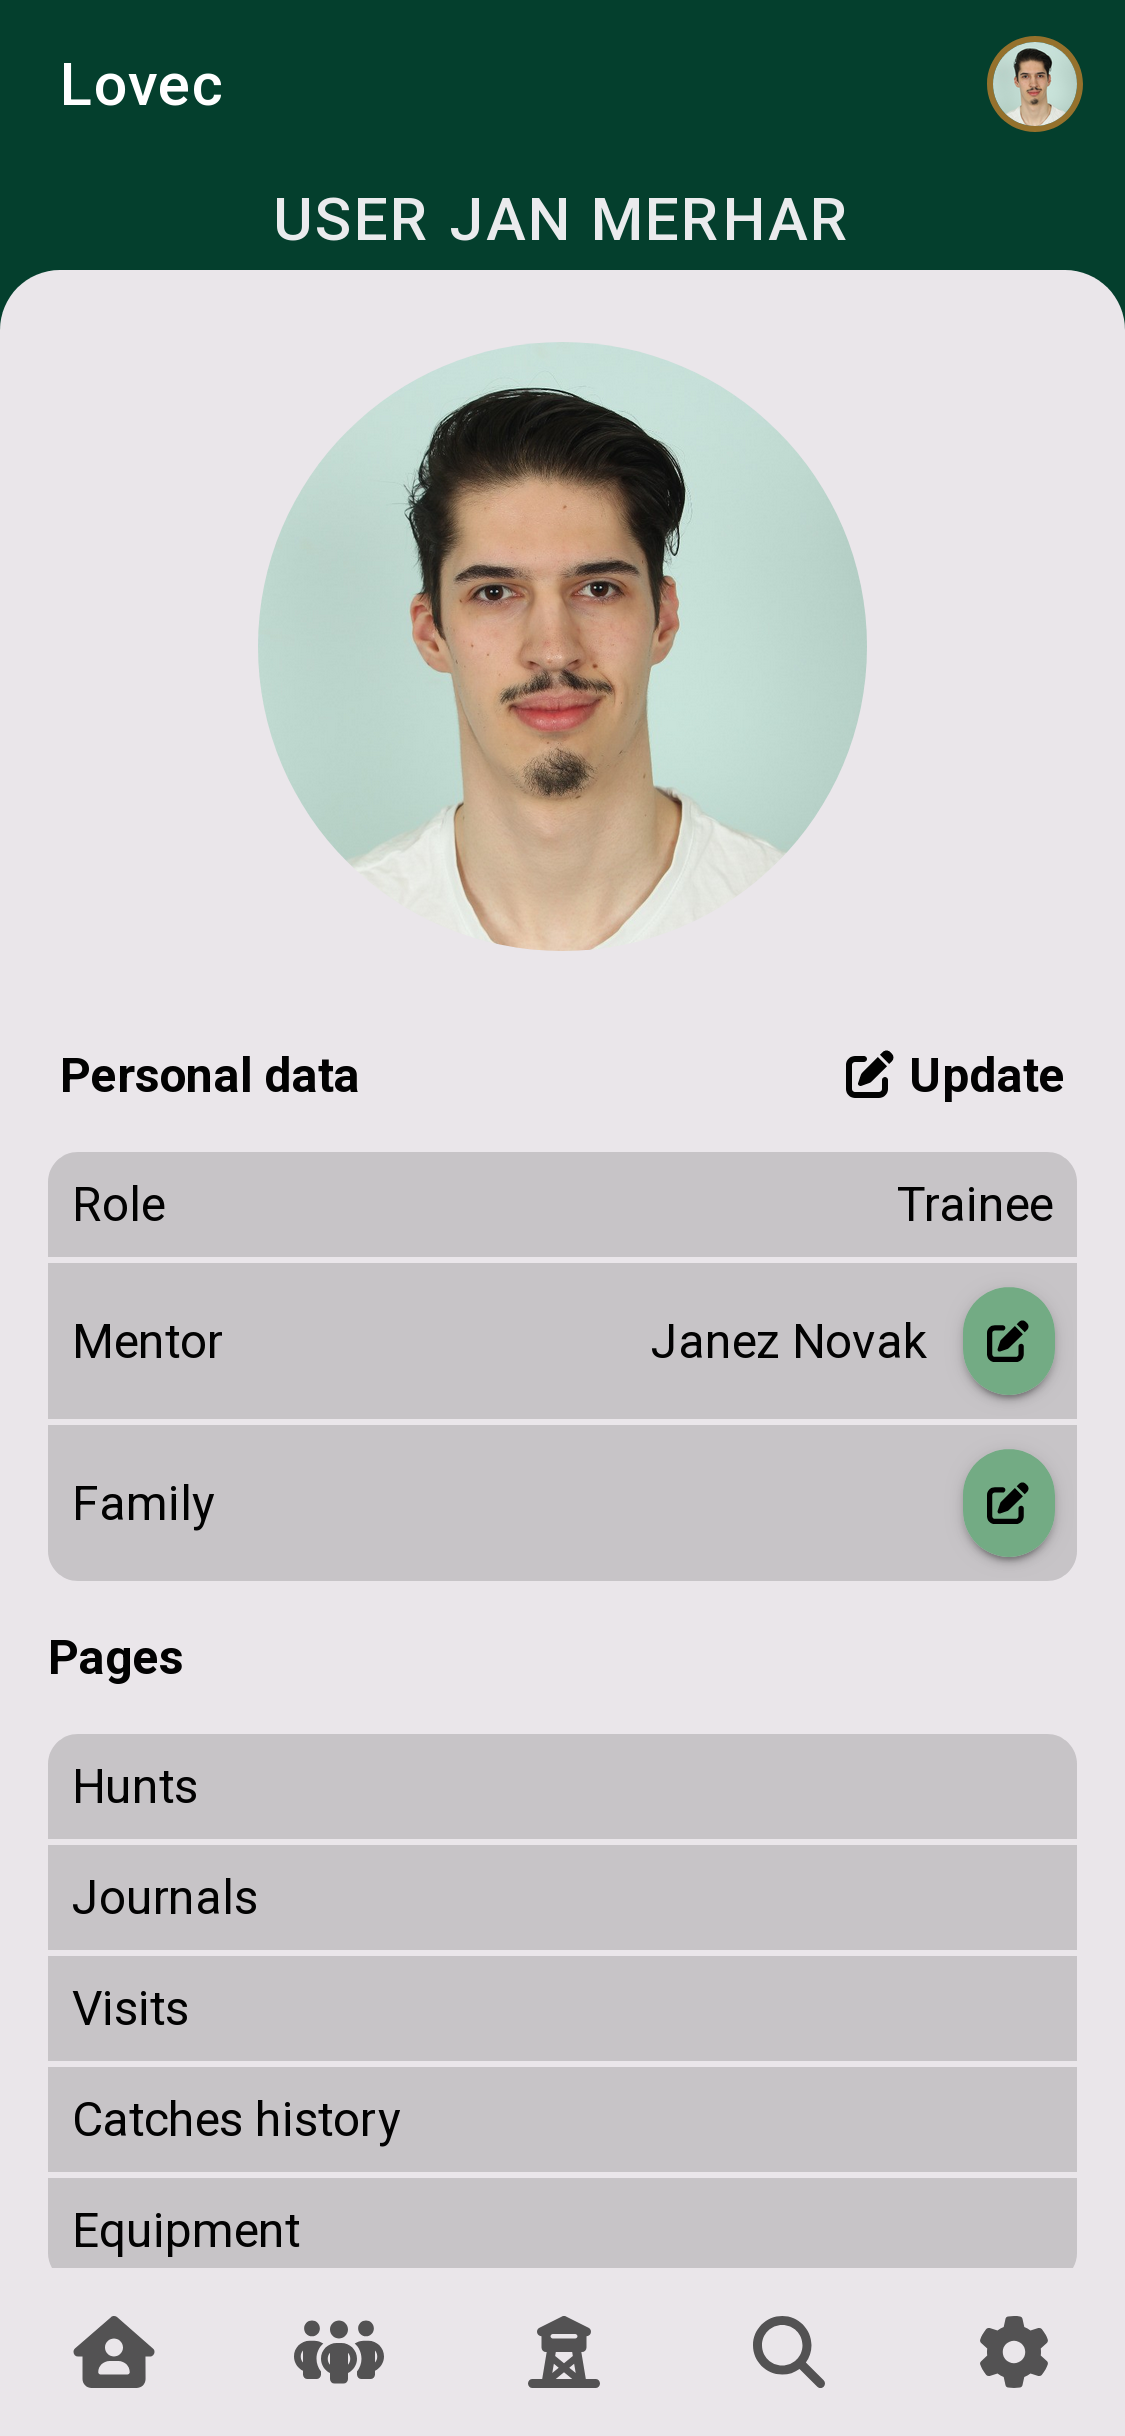 Lovec
USER JAN MERHAR
Personal data
Update
Role Trainee
Mentor Janez Novak
Family
Pages
Hunts
Journals
Visits
Catches history
Equipment